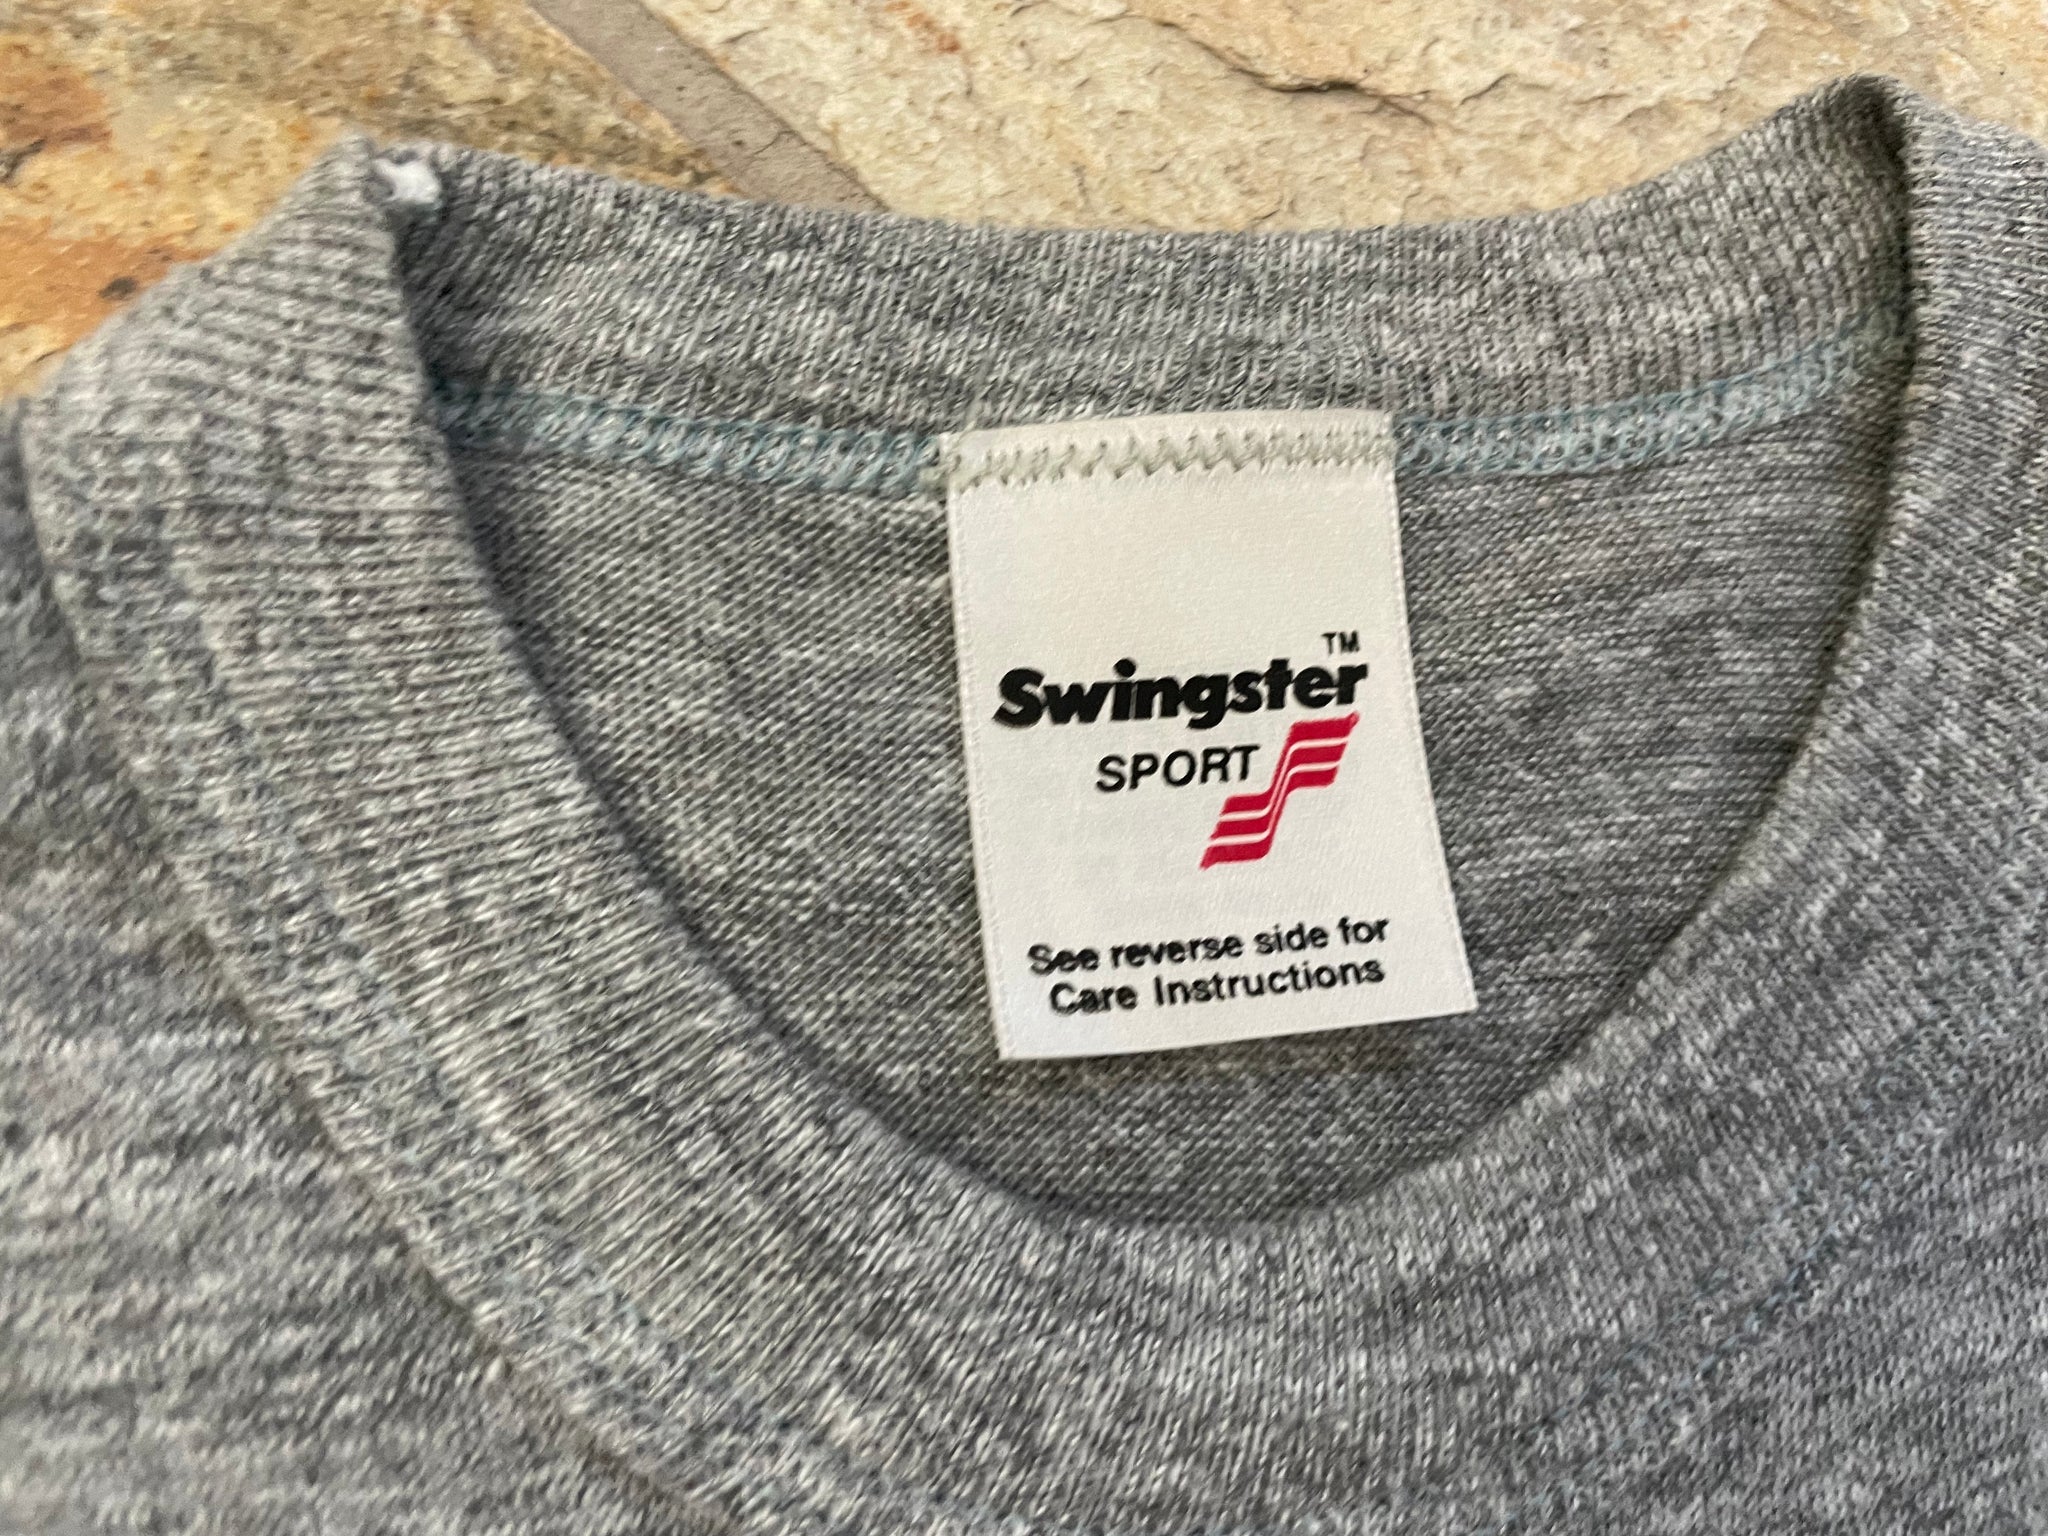 Swingster™
SPORT
See reverse side for
Care Instructions